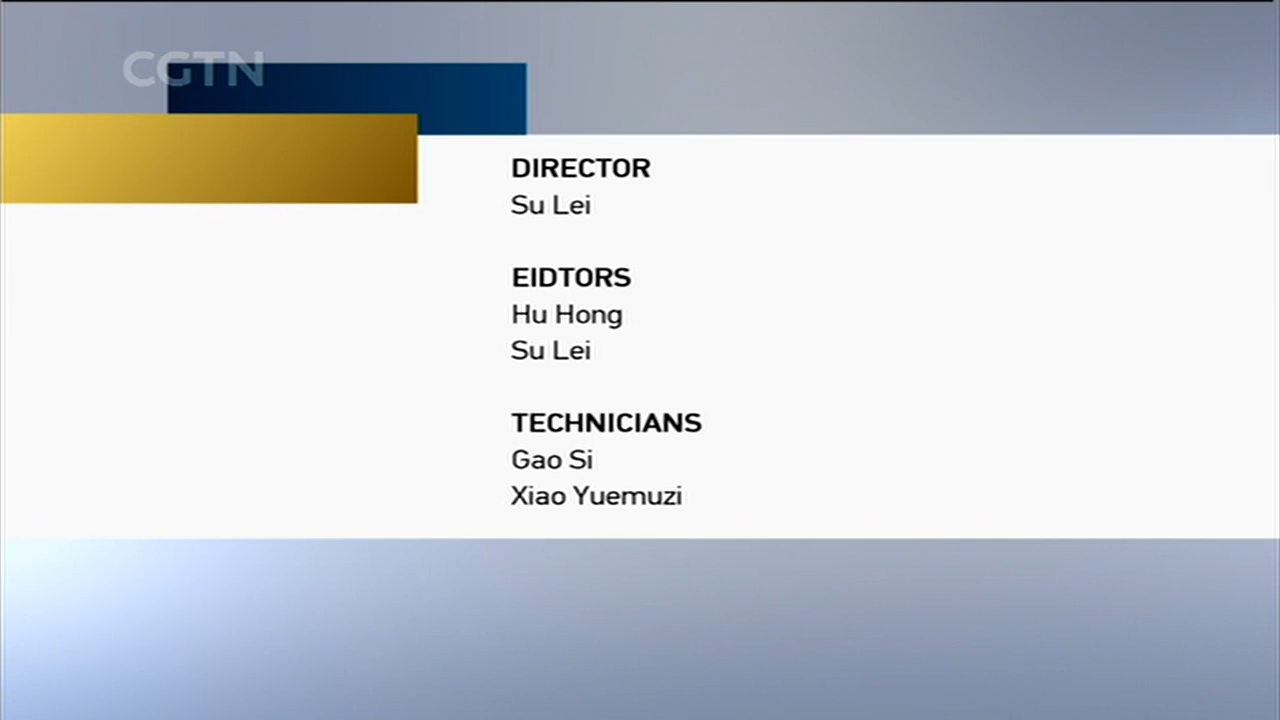 CGTN
DIRECTOR
Su Lei
EIDTORS
Hu Hong
Su Lei
TECHNICIANS
Gao Si
Xiao Yuemuzi